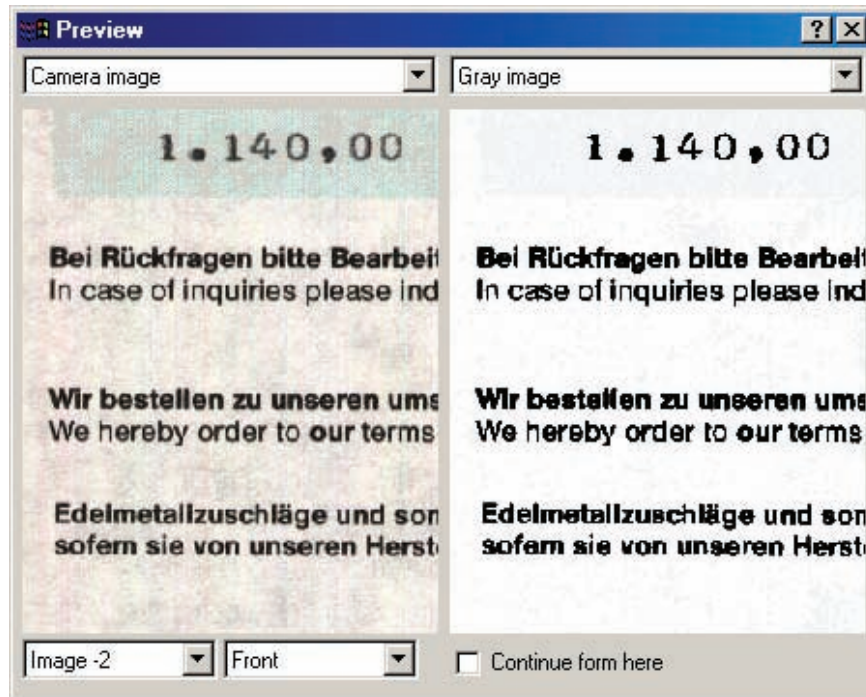 Preview
Camera image
Gray image
1.140,00
Bei Rückfragen bitte Bearbeit
In case of inquiries please ind
Wir bestellen zu unseren ums
We hereby order to our terms
Edelmetallzuschläge und son
sofern sie von unseren Herst
1.140,00
Bei Rückfragen bitte Bearbeit
In case of inquiries please ind
Wir bestellen zu unseren ums
We hereby order to our terms
Edelmetallzuschläge und son
sofern sie von unseren Herst
Image -2
Front
Continue form here